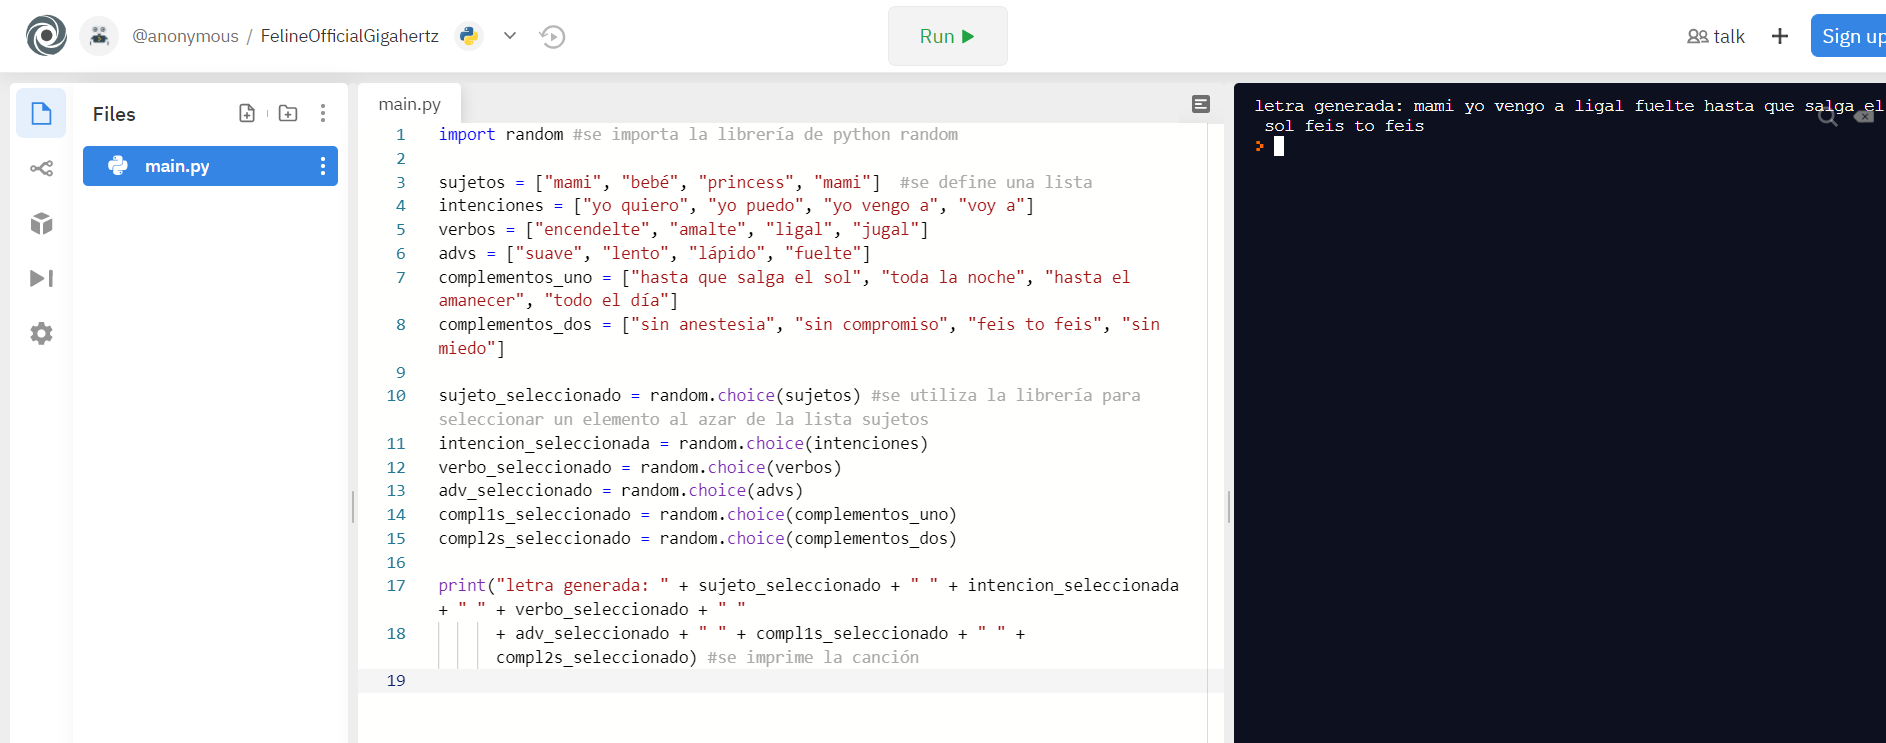 @anonymous / FelineOfficialGigahertz
Run
talk
Sign up
Files
main.py
main.py
1 import random #se importa la librería de python random
2
3 sujetos = ["mami", "bebé", "princess", "mami"]  #se define una lista
4 intenciones = ["yo quiero", "yo puedo", "yo vengo a", "voy a"]
5 verbos = ["encendelte", "amalte", "ligal", "jugal"]
6 advs = ["suave", "lento", "lápido", "fuelte"]
7 complementos_uno = ["hasta que salga el sol", "toda la noche", "hasta el
amanecer", "todo el día"]
8 complementos_dos = ["sin anestesia", "sin compromiso", "feis to feis", "sin
miedo"]
9
10 sujeto_seleccionado = random.choice(sujetos) #se utiliza la librería para
seleccionar un elemento al azar de la lista sujetos
11 intencion_seleccionada = random.choice(intenciones)
12 verbo_seleccionado = random.choice(verbos)
13 adv_seleccionado = random.choice(advs)
14 compl1s_seleccionado = random.choice(complementos_uno)
15 compl2s_seleccionado = random.choice(complementos_dos)
16
17 print("letra generada: " + sujeto_seleccionado + " " + intencion_seleccionada
+ " " + verbo_seleccionado + " "
18 + adv_seleccionado + " " + compl1s_seleccionado + " " +
compl2s_seleccionado) #se imprime la canción
19
letra generada: mami yo vengo a ligal fuelte hasta que salga el
sol feis to feis
>